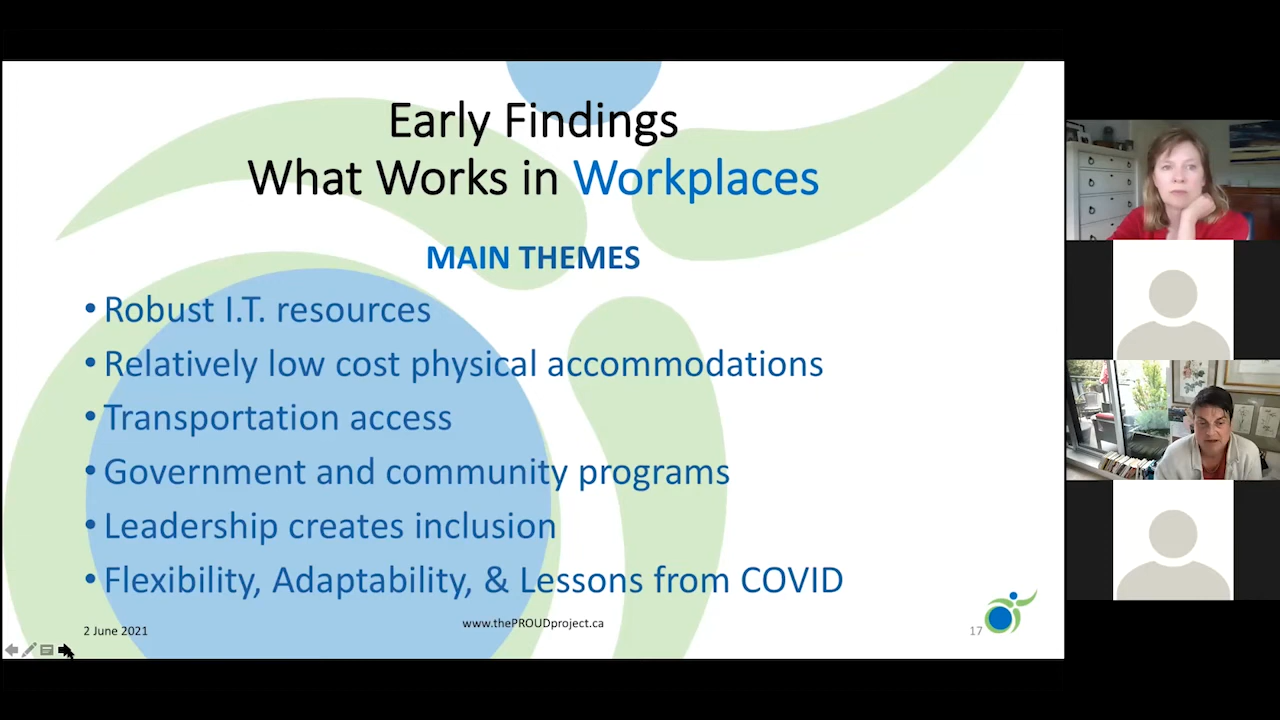 Early Findings
What Works in Workplaces
MAIN THEMES
• Robust I.T. resources
• Relatively low cost physical accommodations
• Transportation access
• Government and community programs
• Leadership creates inclusion
• Flexibility, Adaptability, & Lessons from COVID
2 June 2021
www.thePROUDproject.ca
17